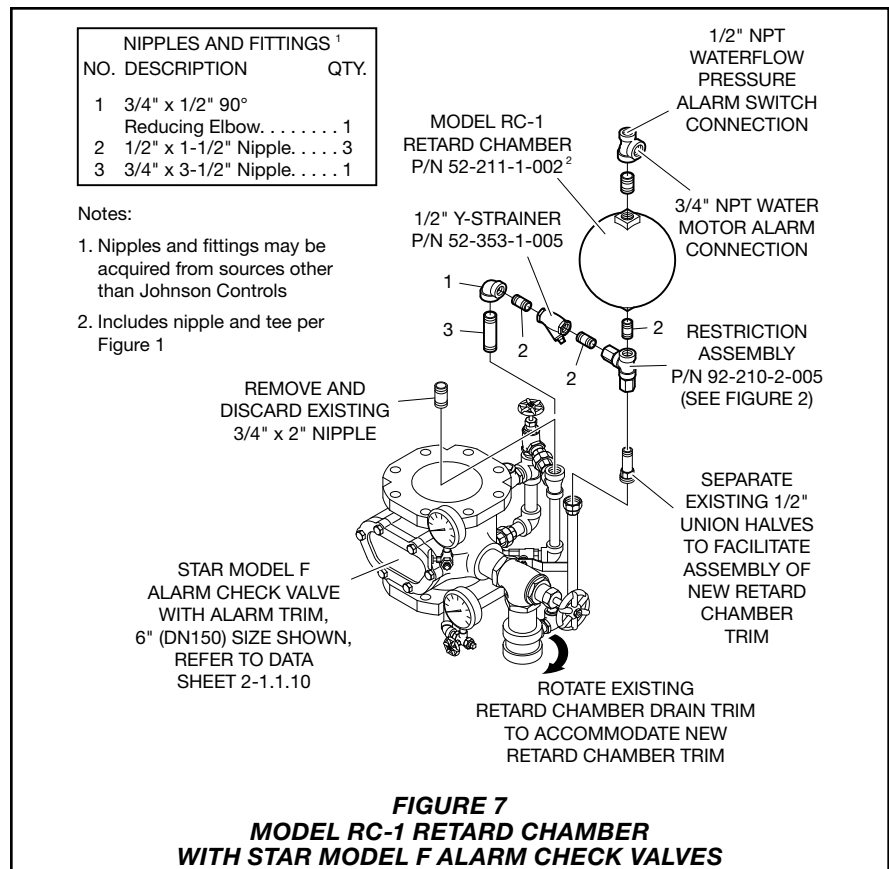 NIPPLES AND FITTINGS 1
NO. DESCRIPTION QTY.
1 3/4" x 1/2" 90°
Reducing Elbow. . . . . . . . 1
2 1/2" x 1-1/2" Nipple. . . . . 3
3 3/4" x 3-1/2" Nipple. . . . . 1
Notes:
1. Nipples and fittings may be
acquired from sources other
than Johnson Controls
2. Includes nipple and tee per
Figure 1
1/2" NPT
WATERFLOW
PRESSURE
ALARM SWITCH
CONNECTION
MODEL RC-1
RETARD CHAMBER
P/N 52-211-1-002 2
3/4" NPT WATER
MOTOR ALARM
CONNECTION
1/2" Y-STRAINER
P/N 52-353-1-005
1
3
2
2
2
RESTRICTION
ASSEMBLY
P/N 92-210-2-005
(SEE FIGURE 2)
REMOVE AND
DISCARD EXISTING
3/4" x 2" NIPPLE
SEPARATE
EXISTING 1/2"
UNION HALVES
TO FACILITATE
ASSEMBLY OF
NEW RETARD
CHAMBER
TRIM
STAR MODEL F
ALARM CHECK VALVE
WITH ALARM TRIM,
6" (DN150) SIZE SHOWN,
REFER TO DATA
SHEET 2-1.1.10
ROTATE EXISTING
RETARD CHAMBER DRAIN TRIM
TO ACCOMMODATE NEW
RETARD CHAMBER TRIM
FIGURE 7
MODEL RC-1 RETARD CHAMBER
WITH STAR MODEL F ALARM CHECK VALVES